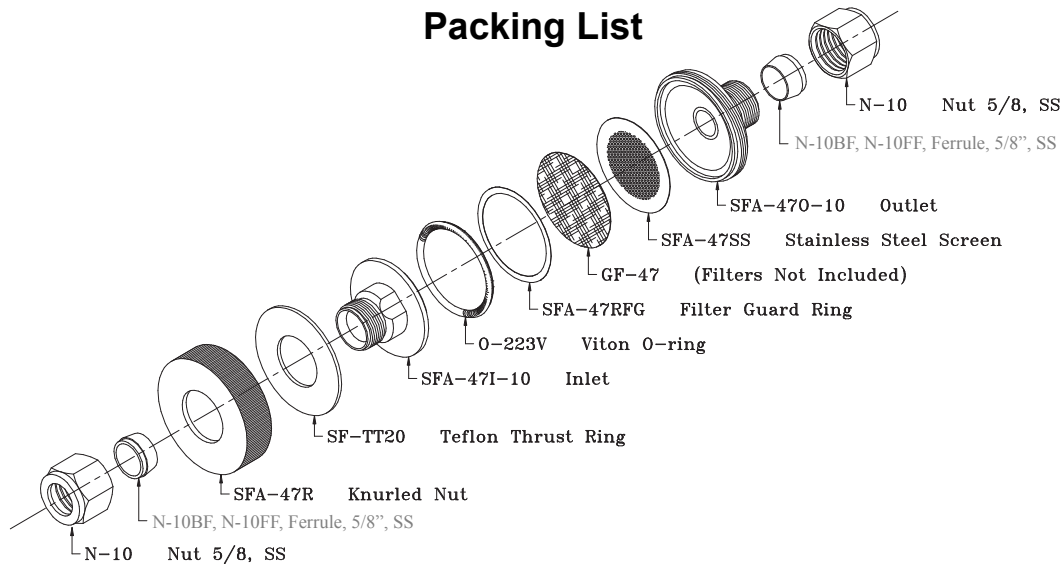 Packing List
N-10 Nut 5/8, SS
N-10BF, N-10FF, Ferrule, 5/8”, SS
SFA-47O-10 Outlet
SFA-47SS Stainless Steel Screen
GF-47 (Filters Not Included)
SFA-47RFG Filter Guard Ring
O-223V Viton O-ring
SFA-47I-10 Inlet
SF-TT20 Teflon Thrust Ring
SFA-47R Knurled Nut
N-10BF, N-10FF, Ferrule, 5/8”, SS
N-10 Nut 5/8, SS